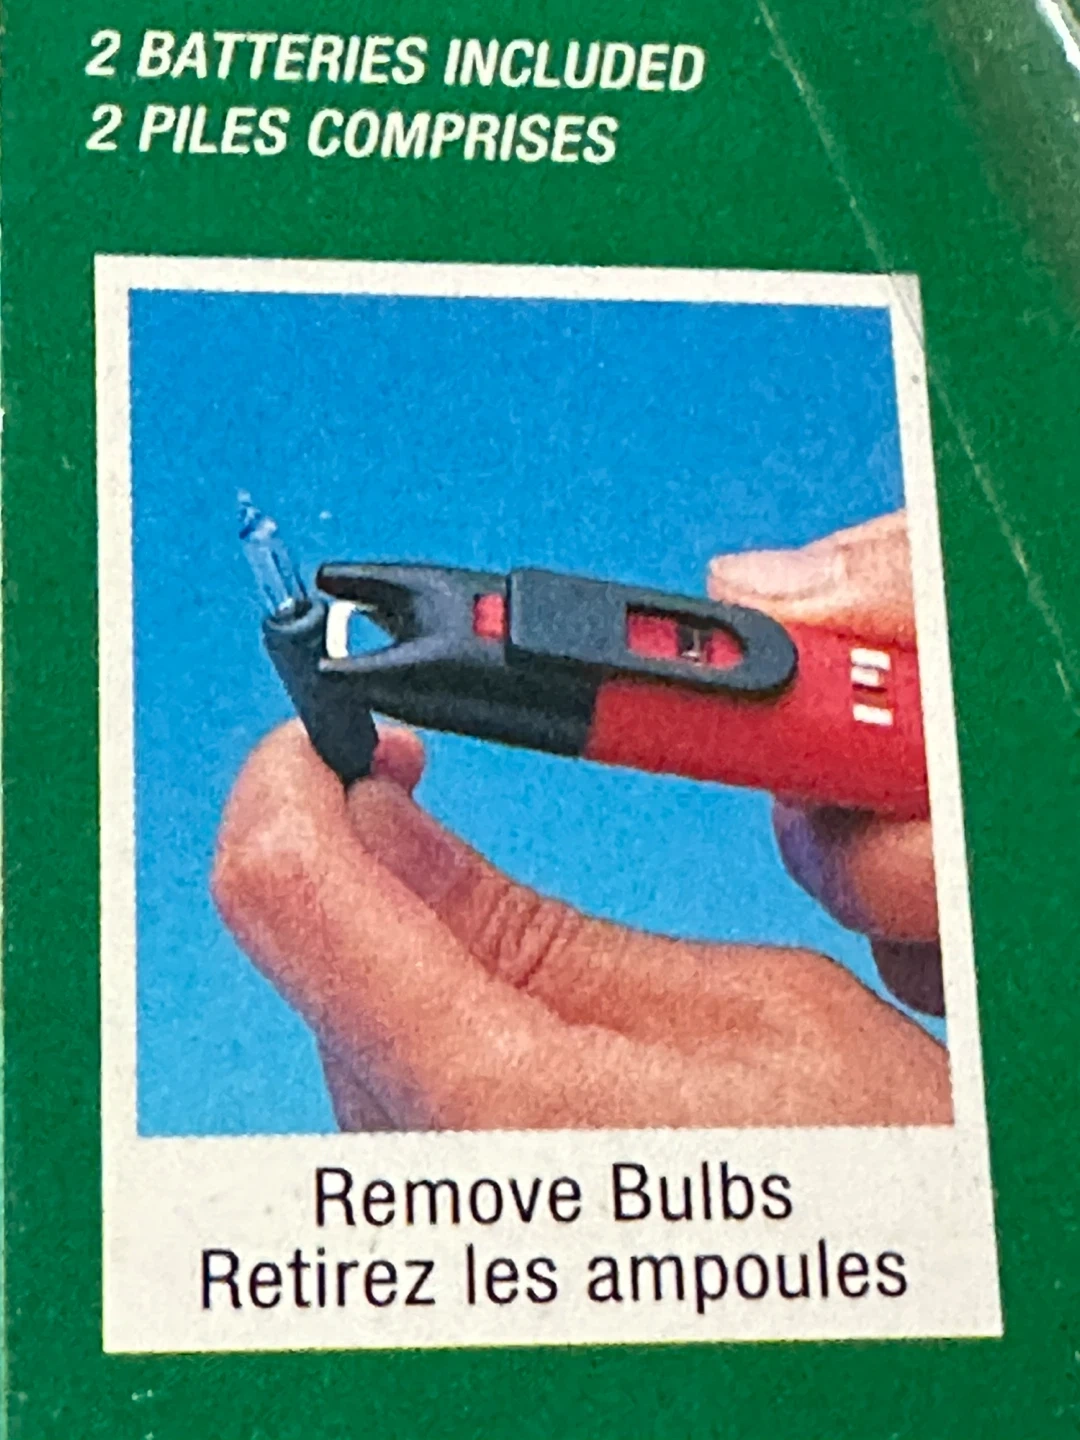 2 BATTERIES INCLUDED
2 PILES COMPRISES
Remove Bulbs
Retirez les ampoules